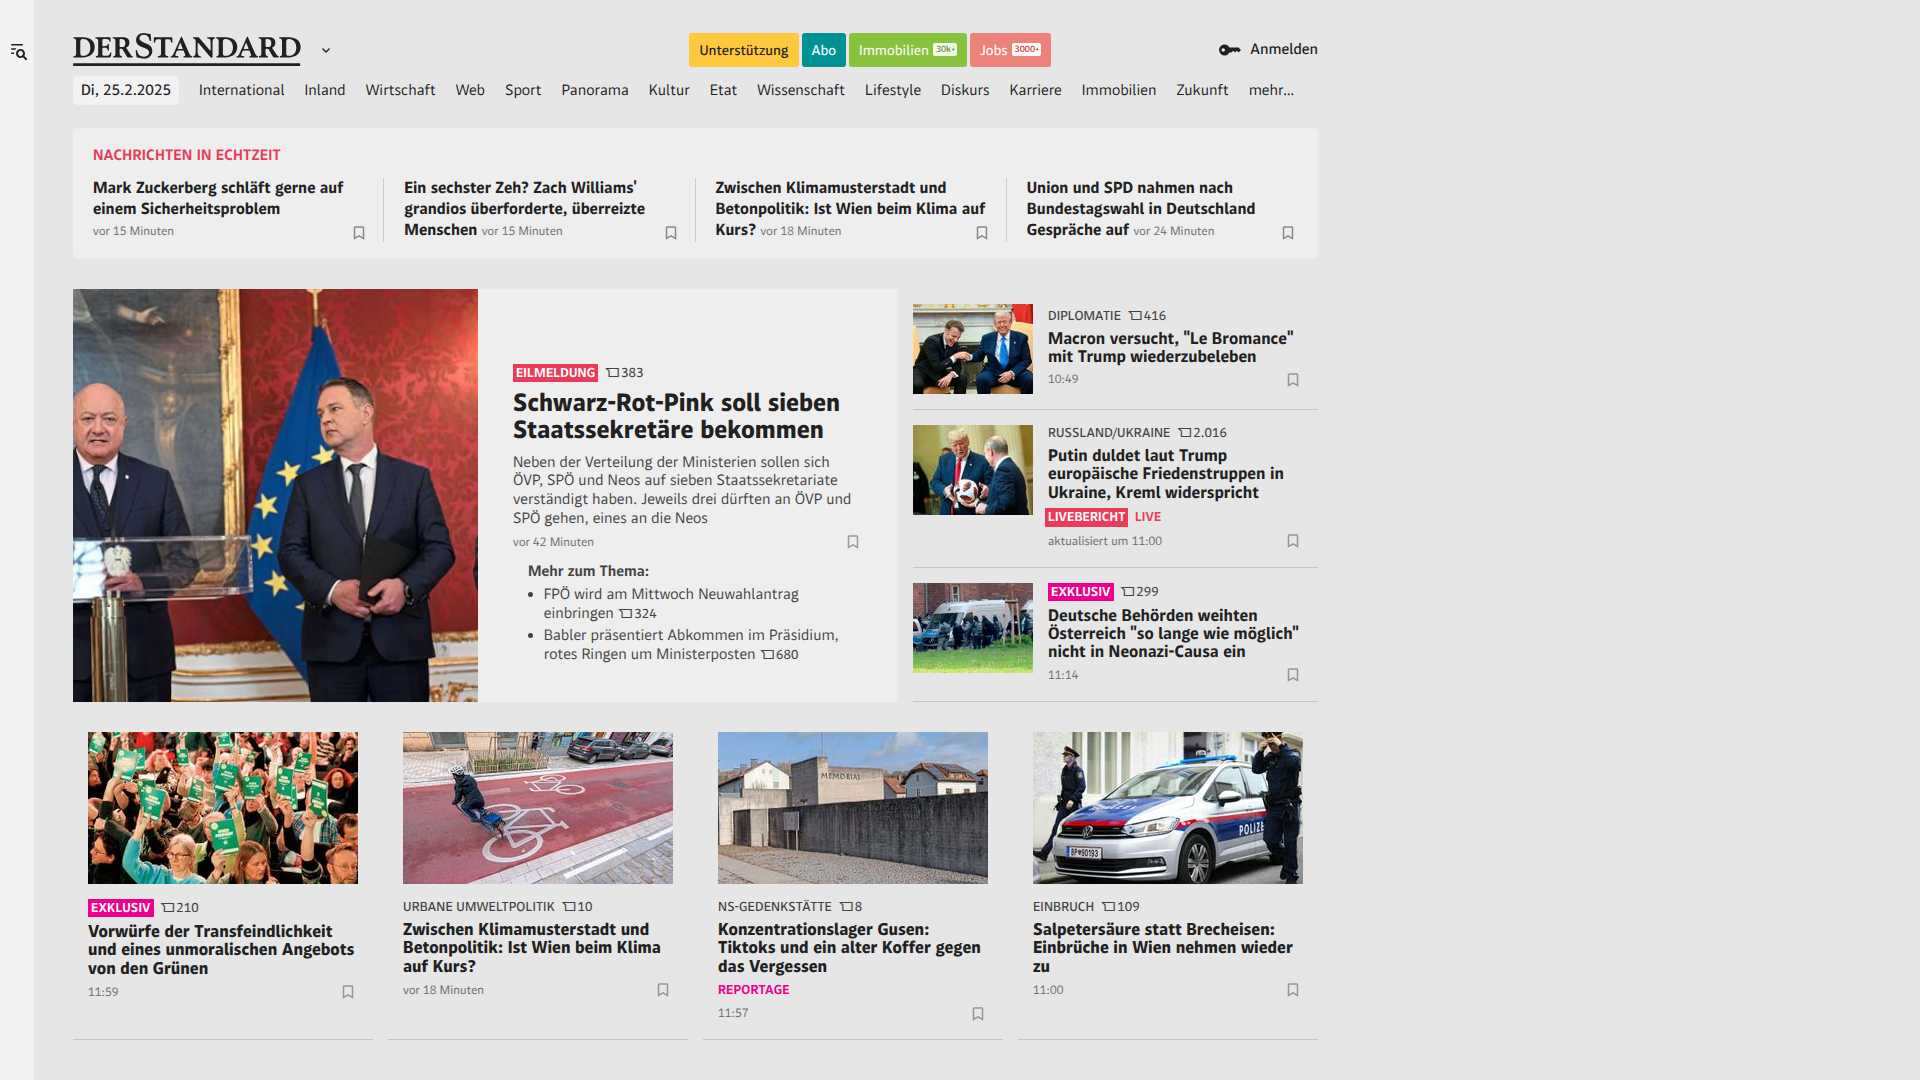 DERSTANDARD
Unterstützung
Abo
Immobilien 30k+
Jobs 3000+
Anmelden
Di, 25.2.2025
International
Inland
Wirtschaft
Web
Sport
Panorama
Kultur
Etat
Wissenschaft
Lifestyle
Diskurs
Karriere
Immobilien
Zukunft
mehr...
NACHRICHTEN IN ECHTZEIT
Mark Zuckerberg schläft gerne auf
einem Sicherheitsproblem
vor 15 Minuten
Ein sechster Zeh? Zach Williams'
grandios überforderte, überreizte
Menschen vor 15 Minuten
Zwischen Klimamusterstadt und
Betonpolitik: Ist Wien beim Klima auf
Kurs? vor 18 Minuten
Union und SPD nahmen nach
Bundestagswahl in Deutschland
Gespräche auf vor 24 Minuten
EILMELDUNG 383
Schwarz-Rot-Pink soll sieben
Staatssekretäre bekommen
Neben der Verteilung der Ministerien sollen sich
ÖVP, SPÖ und Neos auf sieben Staatssekretariate
verständigt haben. Jeweils drei dürften an ÖVP und
SPÖ gehen, eines an die Neos
vor 42 Minuten
Mehr zum Thema:
• FPÖ wird am Mittwoch Neuwahlantrag
einbringen 324
• Babler präsentiert Abkommen im Präsidium,
rotes Ringen um Ministerposten 680
DIPLOMATIE 416
Macron versucht, "Le Bromance"
mit Trump wiederzubeleben
10:49
RUSSLAND/UKRAINE 2.016
Putin duldet laut Trump
europäische Friedenstruppen in
Ukraine, Kreml widerspricht
LIVEBERICHT LIVE
aktualisiert um 11:00
EXKLUSIV 299
Deutsche Behörden weihten
Österreich "so lange wie möglich"
nicht in Neonazi-Causa ein
11:14
EXKLUSIV 210
Vorwürfe der Transfeindlichkeit
und eines unmoralischen Angebots
von den Grünen
11:59
URBANE UMWELTPOLITIK 10
Zwischen Klimamusterstadt und
Betonpolitik: Ist Wien beim Klima
auf Kurs?
vor 18 Minuten
MEMORIAL
NS-GEDENKSTÄTTE 8
Konzentrationslager Gusen:
Tiktoks und ein alter Koffer gegen
das Vergessen
REPORTAGE
11:57
POLIZE
BP 90193
EINBRUCH 109
Salpetersäure statt Brecheisen:
Einbrüche in Wien nehmen wieder
zu
11:00